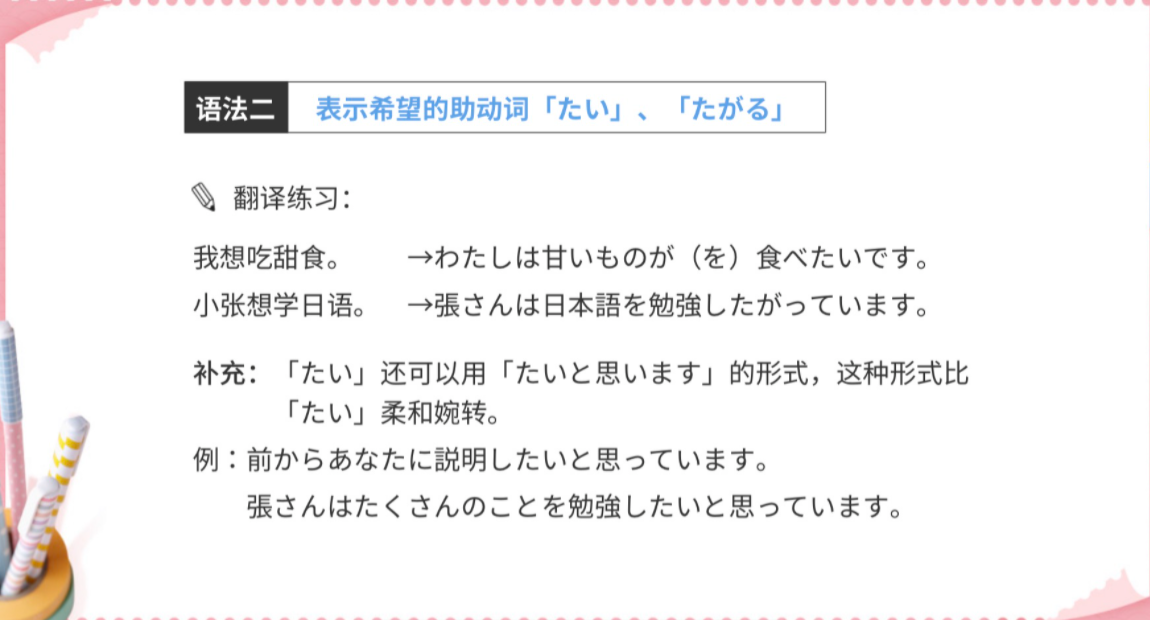 语法二 表示希望的助动词「たい」、「たがる」
翻译练习：
我想吃甜食。 →わたしは甘いものが（を）食べたいです。
小张想学日语。 →張さんは日本語を勉強したがっています。
补充：「たい」还可以用「たいと思います」的形式，这种形式比
「たい」柔和婉转。
例：前からあなたに説明したいと思っています。
張さんはたくさんのことを勉強したいと思っています。